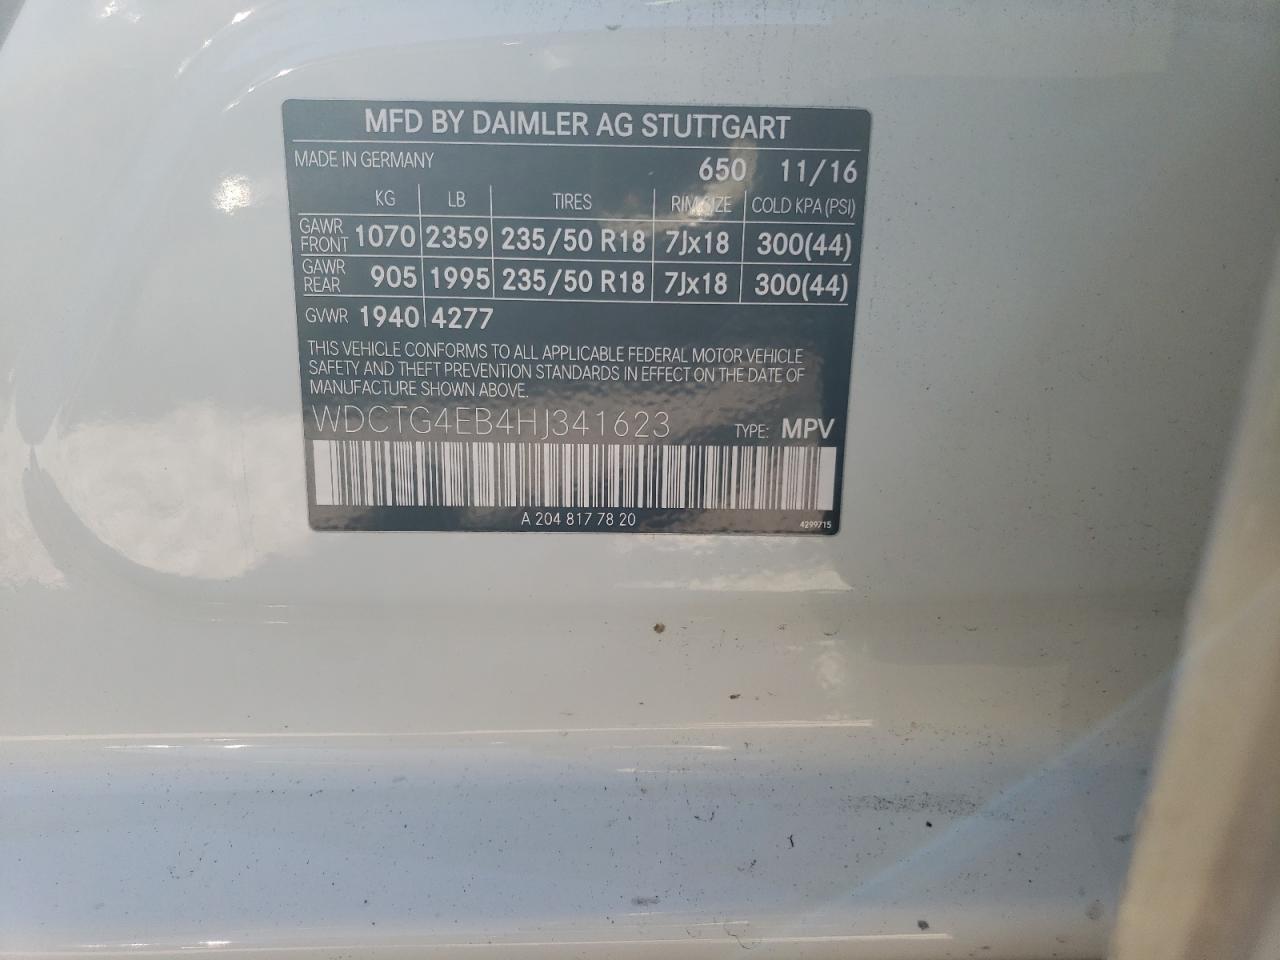 MFD BY DAIMLER AG STUTTGART
MADE IN GERMANY 650 11/16
KG LB TIRES RIM SIZE COLD KPA (PSI)
GAWR FRONT 1070 2359 235/50 R18 7Jx18 300(44)
GAWR REAR 905 1995 235/50 R18 7Jx18 300(44)
GVWR 1940 4277
THIS VEHICLE CONFORMS TO ALL APPLICABLE FEDERAL MOTOR VEHICLE
SAFETY AND THEFT PREVENTION STANDARDS IN EFFECT ON THE DATE OF
MANUFACTURE SHOWN ABOVE.
WDCTG4EB4HJ341623 TYPE: MPV
A 204 817 78 20 4299715